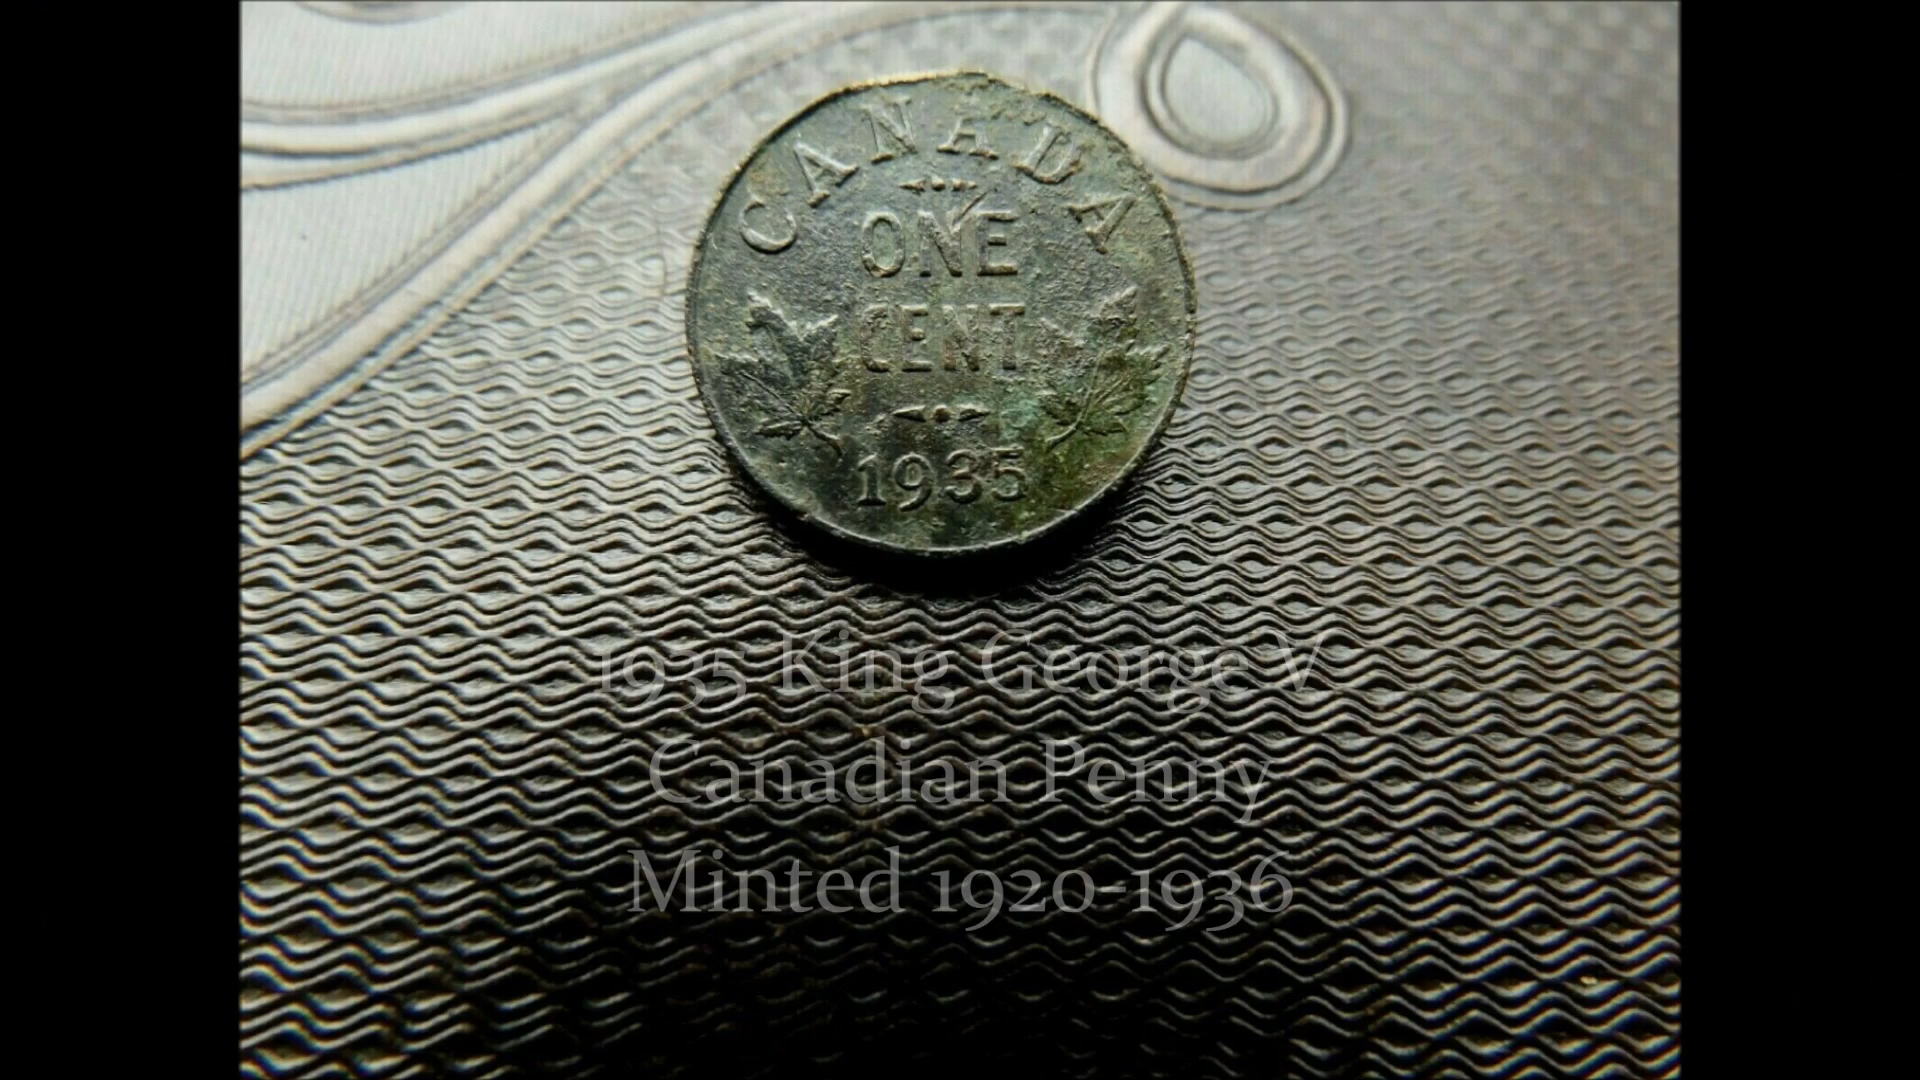 CANADA
ONE
CENT
1935
1935 King George V
Canadian Penny
Minted 1920-1936